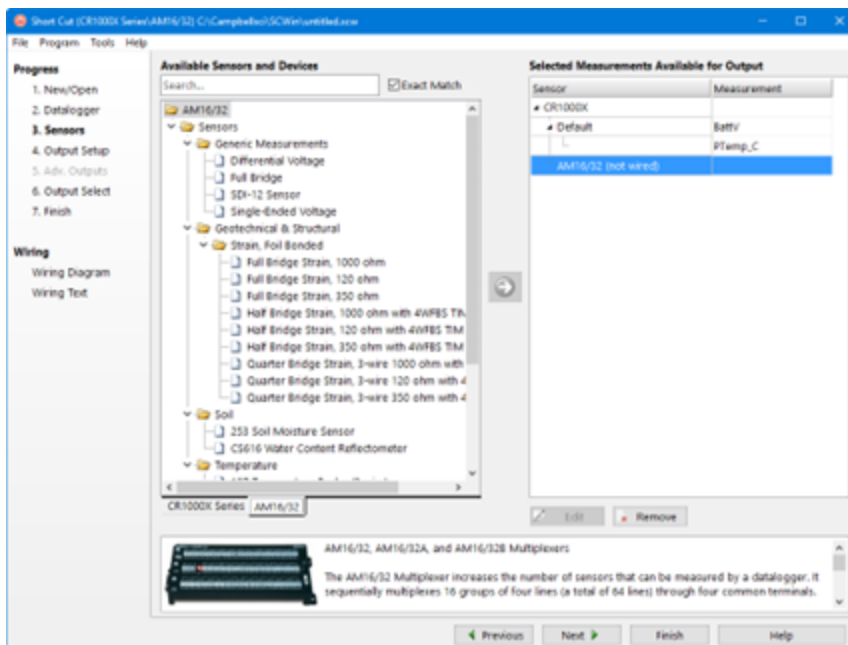 Short Cut (CR1000X Series\AM16/32) C:\Campbellsci\SCWin\untitled.scw
File Program Tools Help
Progress
1. New/Open
2. Datalogger
3. Sensors
4. Output Setup
5. Adv. Outputs
6. Output Select
7. Finish
Wiring
Wiring Diagram
Wiring Text
Available Sensors and Devices
Search...
Exact Match
AM16/32
Sensors
Generic Measurements
Differential Voltage
Full Bridge
SDI-12 Sensor
Single-Ended Voltage
Geotechnical & Structural
Strain, Foil Bonded
Full Bridge Strain, 1000 ohm
Full Bridge Strain, 120 ohm
Full Bridge Strain, 350 ohm
Half Bridge Strain, 1000 ohm with 4WFBS TIM
Half Bridge Strain, 120 ohm with 4WFBS TIM
Half Bridge Strain, 350 ohm with 4WFBS TIM
Quarter Bridge Strain, 3-wire 1000 ohm with
Quarter Bridge Strain, 3-wire 120 ohm with 4
Quarter Bridge Strain, 3-wire 350 ohm with 4
Soil
253 Soil Moisture Sensor
CS616 Water Content Reflectometer
Temperature
CR1000X Series AM16/32
Selected Measurements Available for Output
Sensor Measurement
CR1000X
Default BattV
PTemp_C
AM16/32 (not wired)
Edit Remove
AM16/32, AM16/32A, and AM16/32B Multiplexers
The AM16/32 Multiplexer increases the number of sensors that can be measured by a datalogger. It
sequentially multiplexes 16 groups of four lines (a total of 64 lines) through four common terminals.
Previous Next Finish Help